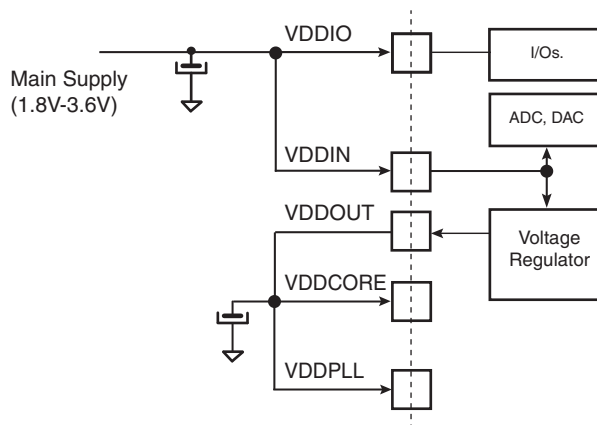 VDDIO
I/Os.
Main Supply
(1.8V-3.6V)
ADC, DAC
VDDIN
VDDOUT
Voltage
Regulator
VDDCORE
VDDPLL